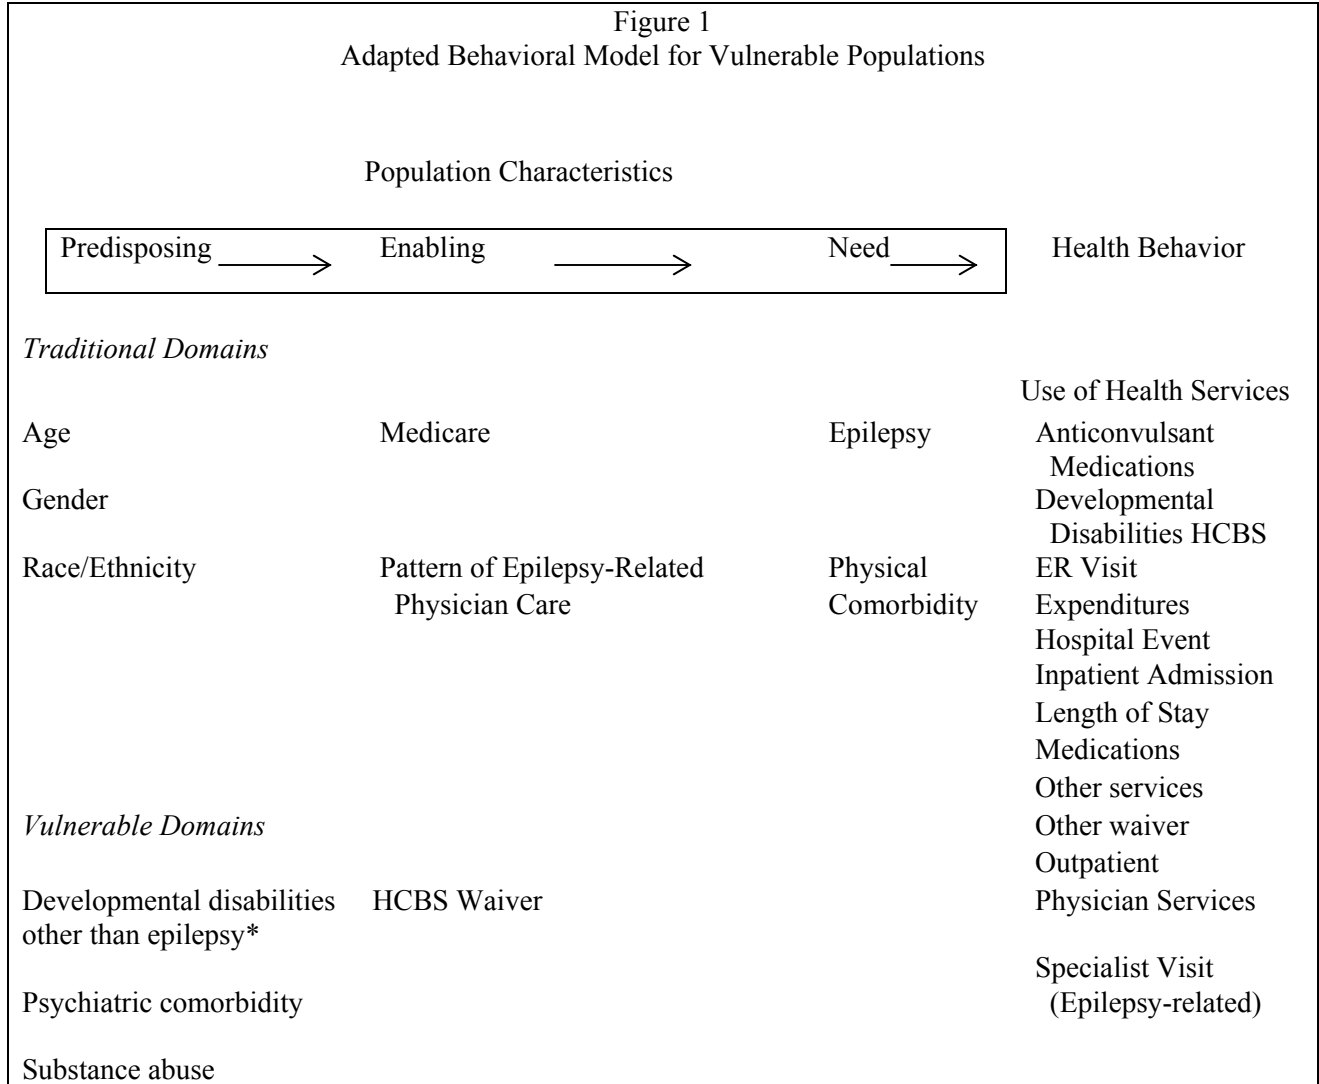 Figure 1
Adapted Behavioral Model for Vulnerable Populations
Population Characteristics
Predisposing Enabling Need Health Behavior
Traditional Domains
Use of Health Services
Age Medicare Epilepsy Anticonvulsant
Medications
Gender Developmental
Disabilities HCBS
Race/Ethnicity Pattern of Epilepsy-Related Physical ER Visit
Physician Care Comorbidity Expenditures
Hospital Event
Inpatient Admission
Length of Stay
Medications
Other services
Vulnerable Domains Other waiver
Outpatient
Developmental disabilities HCBS Waiver Physician Services
other than epilepsy*
Specialist Visit
Psychiatric comorbidity (Epilepsy-related)
Substance abuse